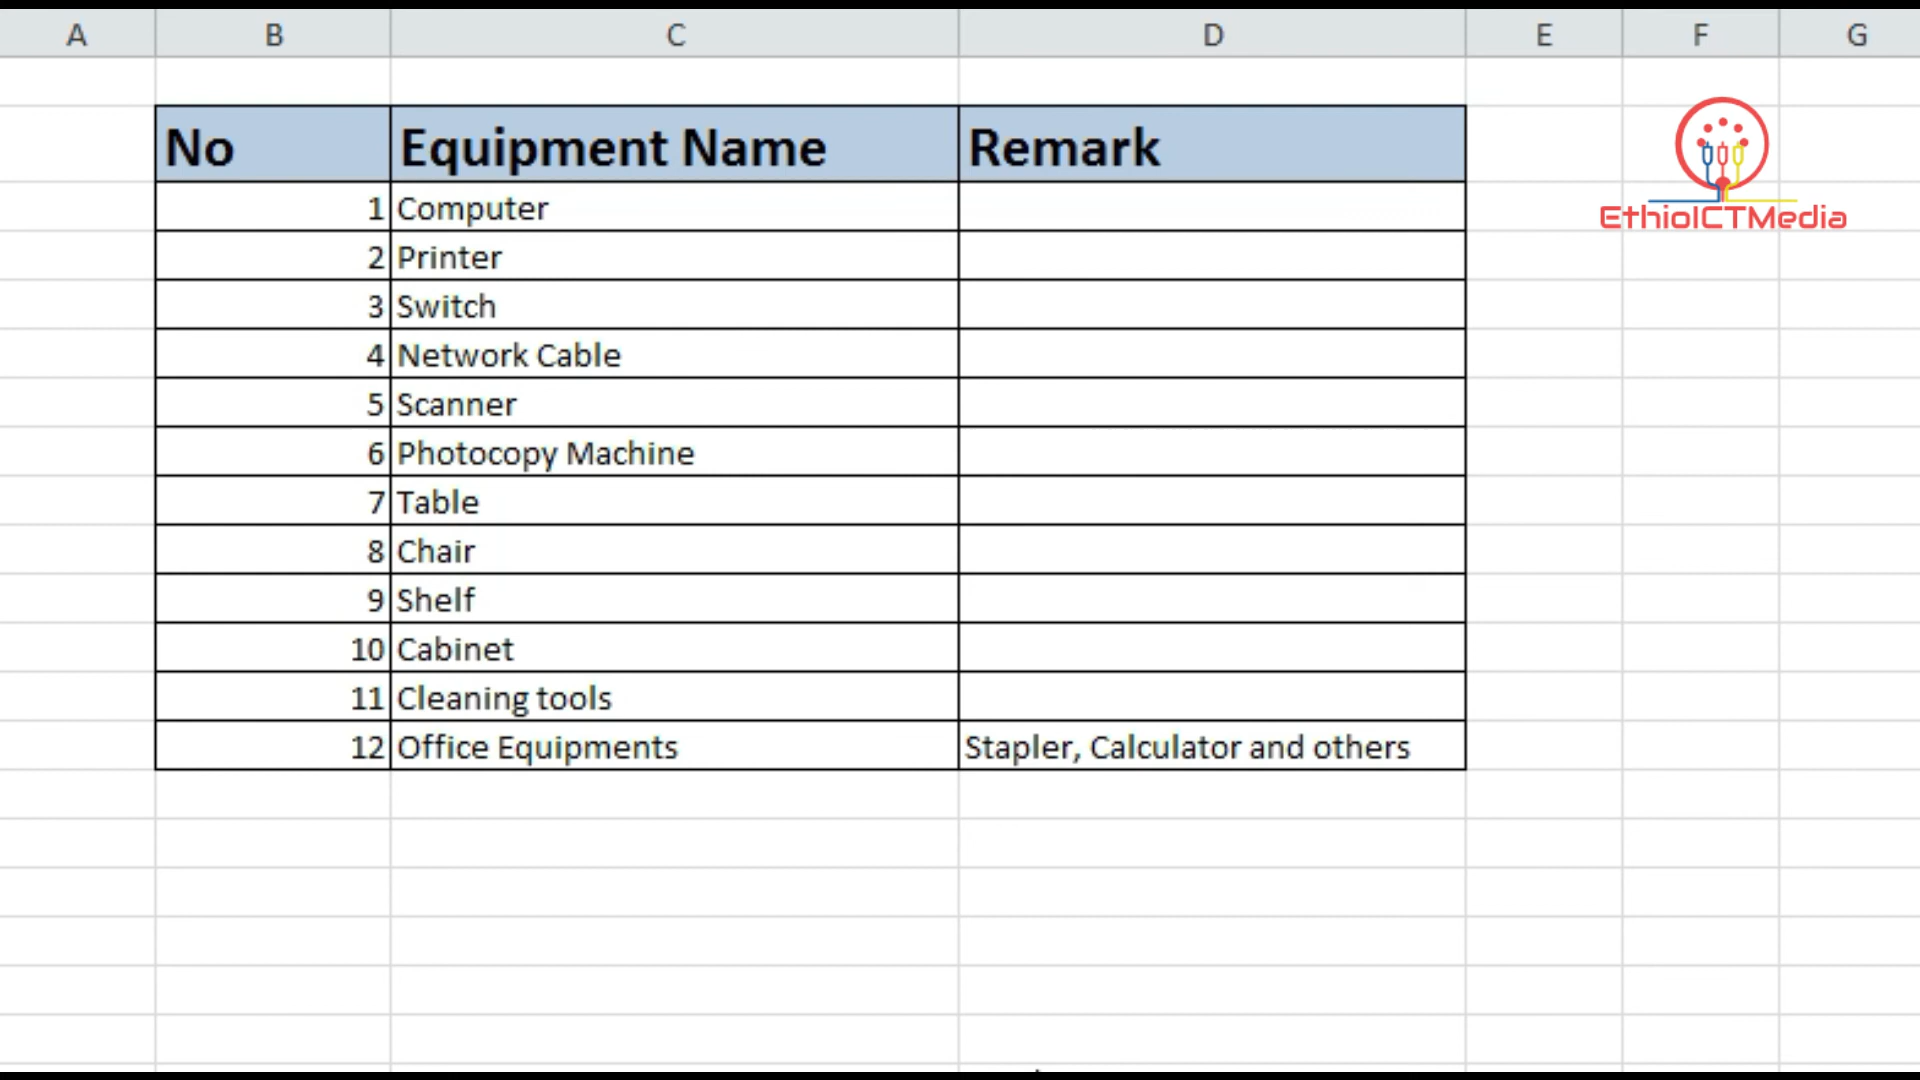 A B C D E F G
No Equipment Name Remark
1 Computer
2 Printer
3 Switch
4 Network Cable
5 Scanner
6 Photocopy Machine
7 Table
8 Chair
9 Shelf
10 Cabinet
11 Cleaning tools
12 Office Equipments Stapler, Calculator and others
EthioICTMedia